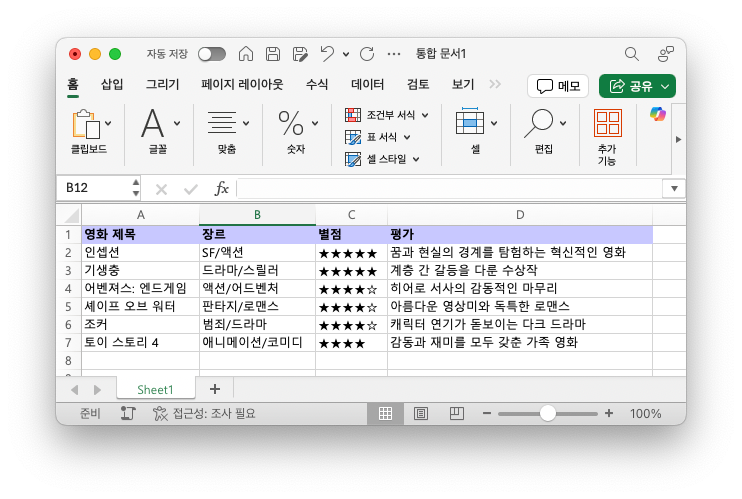 자동 저장 통합 문서1
홈 삽입 그리기 페이지 레이아웃 수식 데이터 검토 보기 메모 공유
클립보드 글꼴 맞춤 숫자 조건부 서식 표 서식 셀 스타일 셀 편집 추가 기능
B12 fx
A B C D
1 영화 제목 장르 별점 평가
2 인셉션 SF/액션 ★★★★★ 꿈과 현실의 경계를 탐험하는 혁신적인 영화
3 기생충 드라마/스릴러 ★★★★★ 계층 간 갈등을 다룬 수상작
4 어벤져스: 엔드게임 액션/어드벤처 ★★★★☆ 히어로 서사의 감동적인 마무리
5 셰이프 오브 워터 판타지/로맨스 ★★★★☆ 아름다운 영상미와 독특한 로맨스
6 조커 범죄/드라마 ★★★★☆ 캐릭터 연기가 돋보이는 다크 드라마
7 토이 스토리 4 애니메이션/코미디 ★★★★ 감동과 재미를 모두 갖춘 가족 영화
8
Sheet1
준비 접근성: 조사 필요 100%